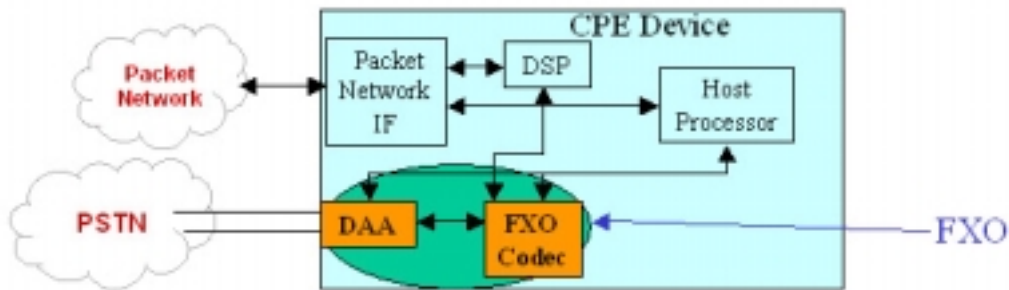 CPE Device
Packet
Network
Packet
Network
IF
DSP
Host
Processor
PSTN
DAA
FXO
Codec
FXO